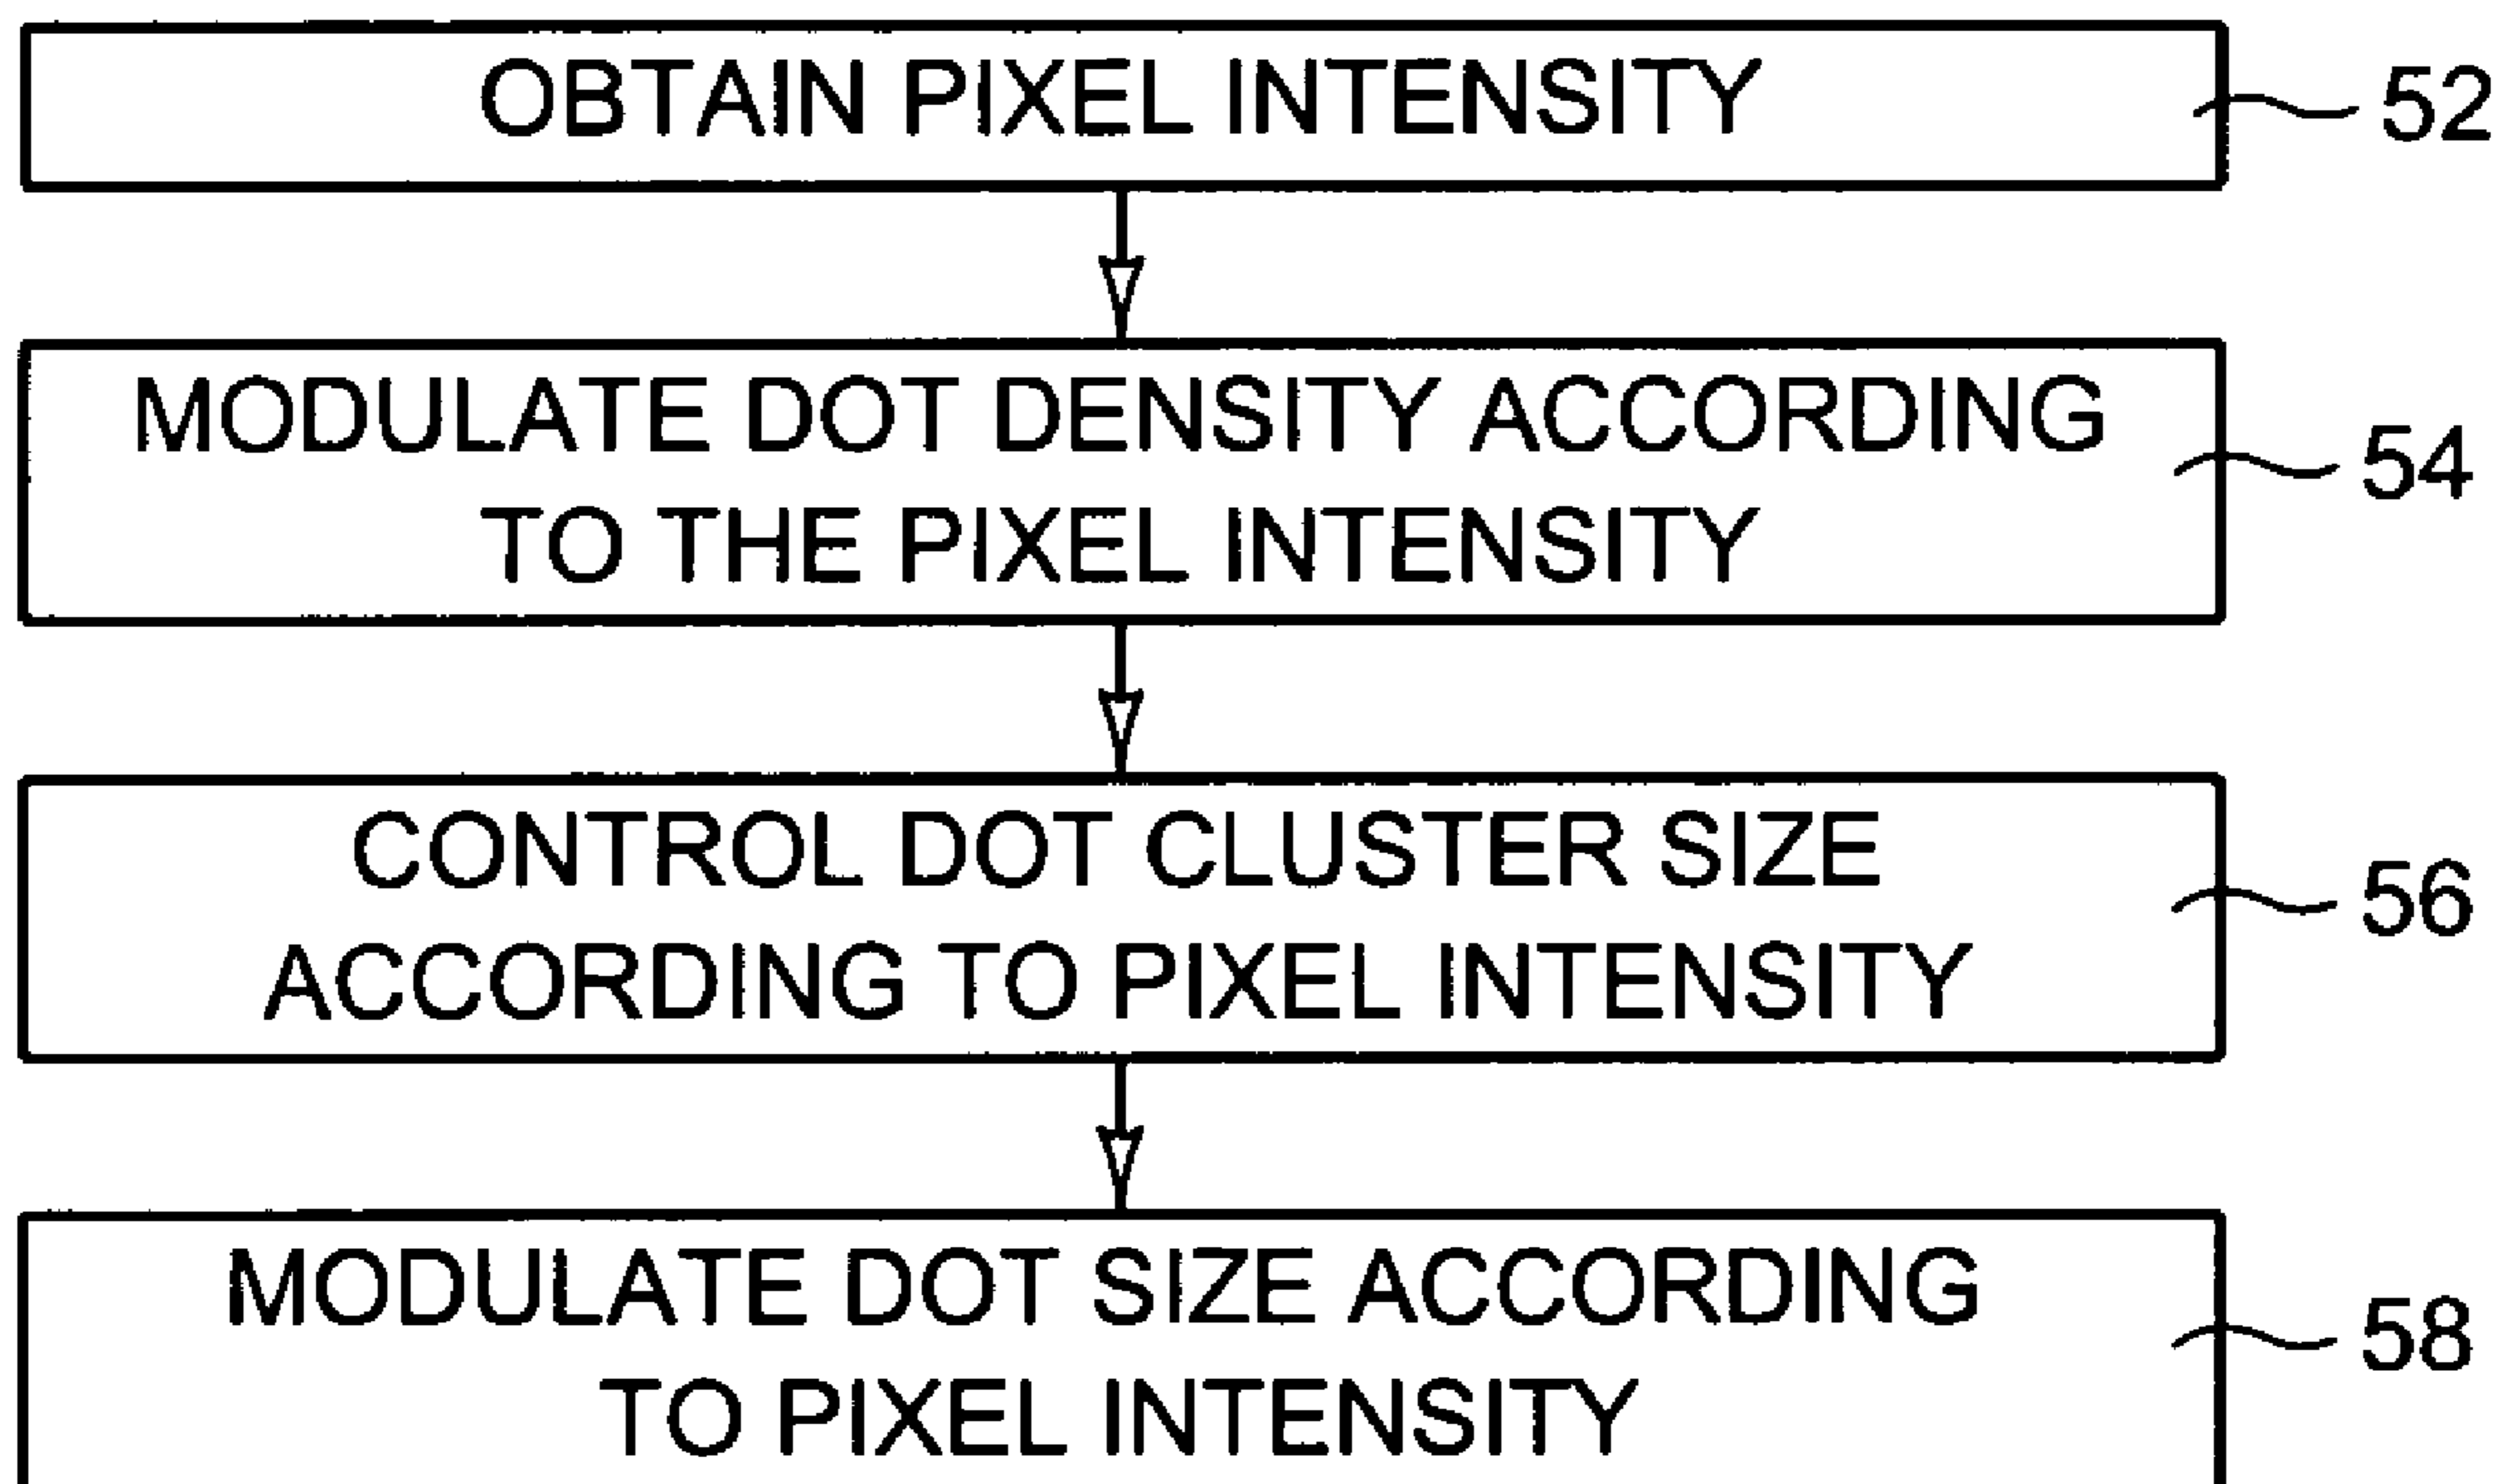 OBTAIN PIXEL INTENSITY
52
MODULATE DOT DENSITY ACCORDING
TO THE PIXEL INTENSITY
54
CONTROL DOT CLUSTER SIZE
ACCORDING TO PIXEL INTENSITY
56
MODULATE DOT SIZE ACCORDING
TO PIXEL INTENSITY
58